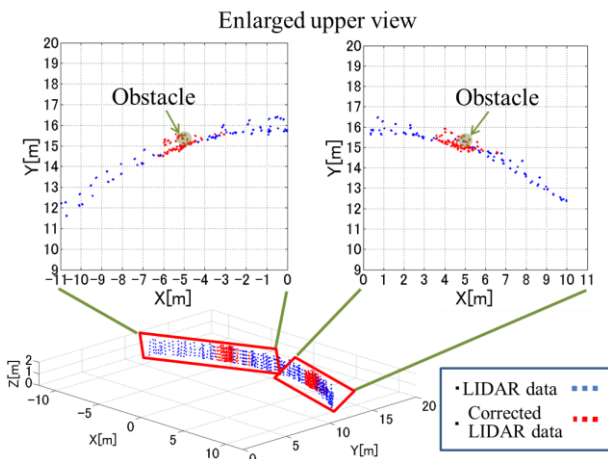 Enlarged upper view
20
19
18
17
16
15
14
13
12
11
10
9
Y[m]
Obstacle
−11−10 −9 −8 −7 −6 −5 −4 −3 −2 −1 0
X[m]
20
19
18
17
16
15
14
13
12
11
10
9
Y[m]
Obstacle
0 1 2 3 4 5 6 7 8 9 10 11
X[m]
Z[m]
2
1
0
−10
−5
0
5
10
X[m]
0
5
10
15
20
Y[m]
LIDAR data
Corrected
LIDAR data